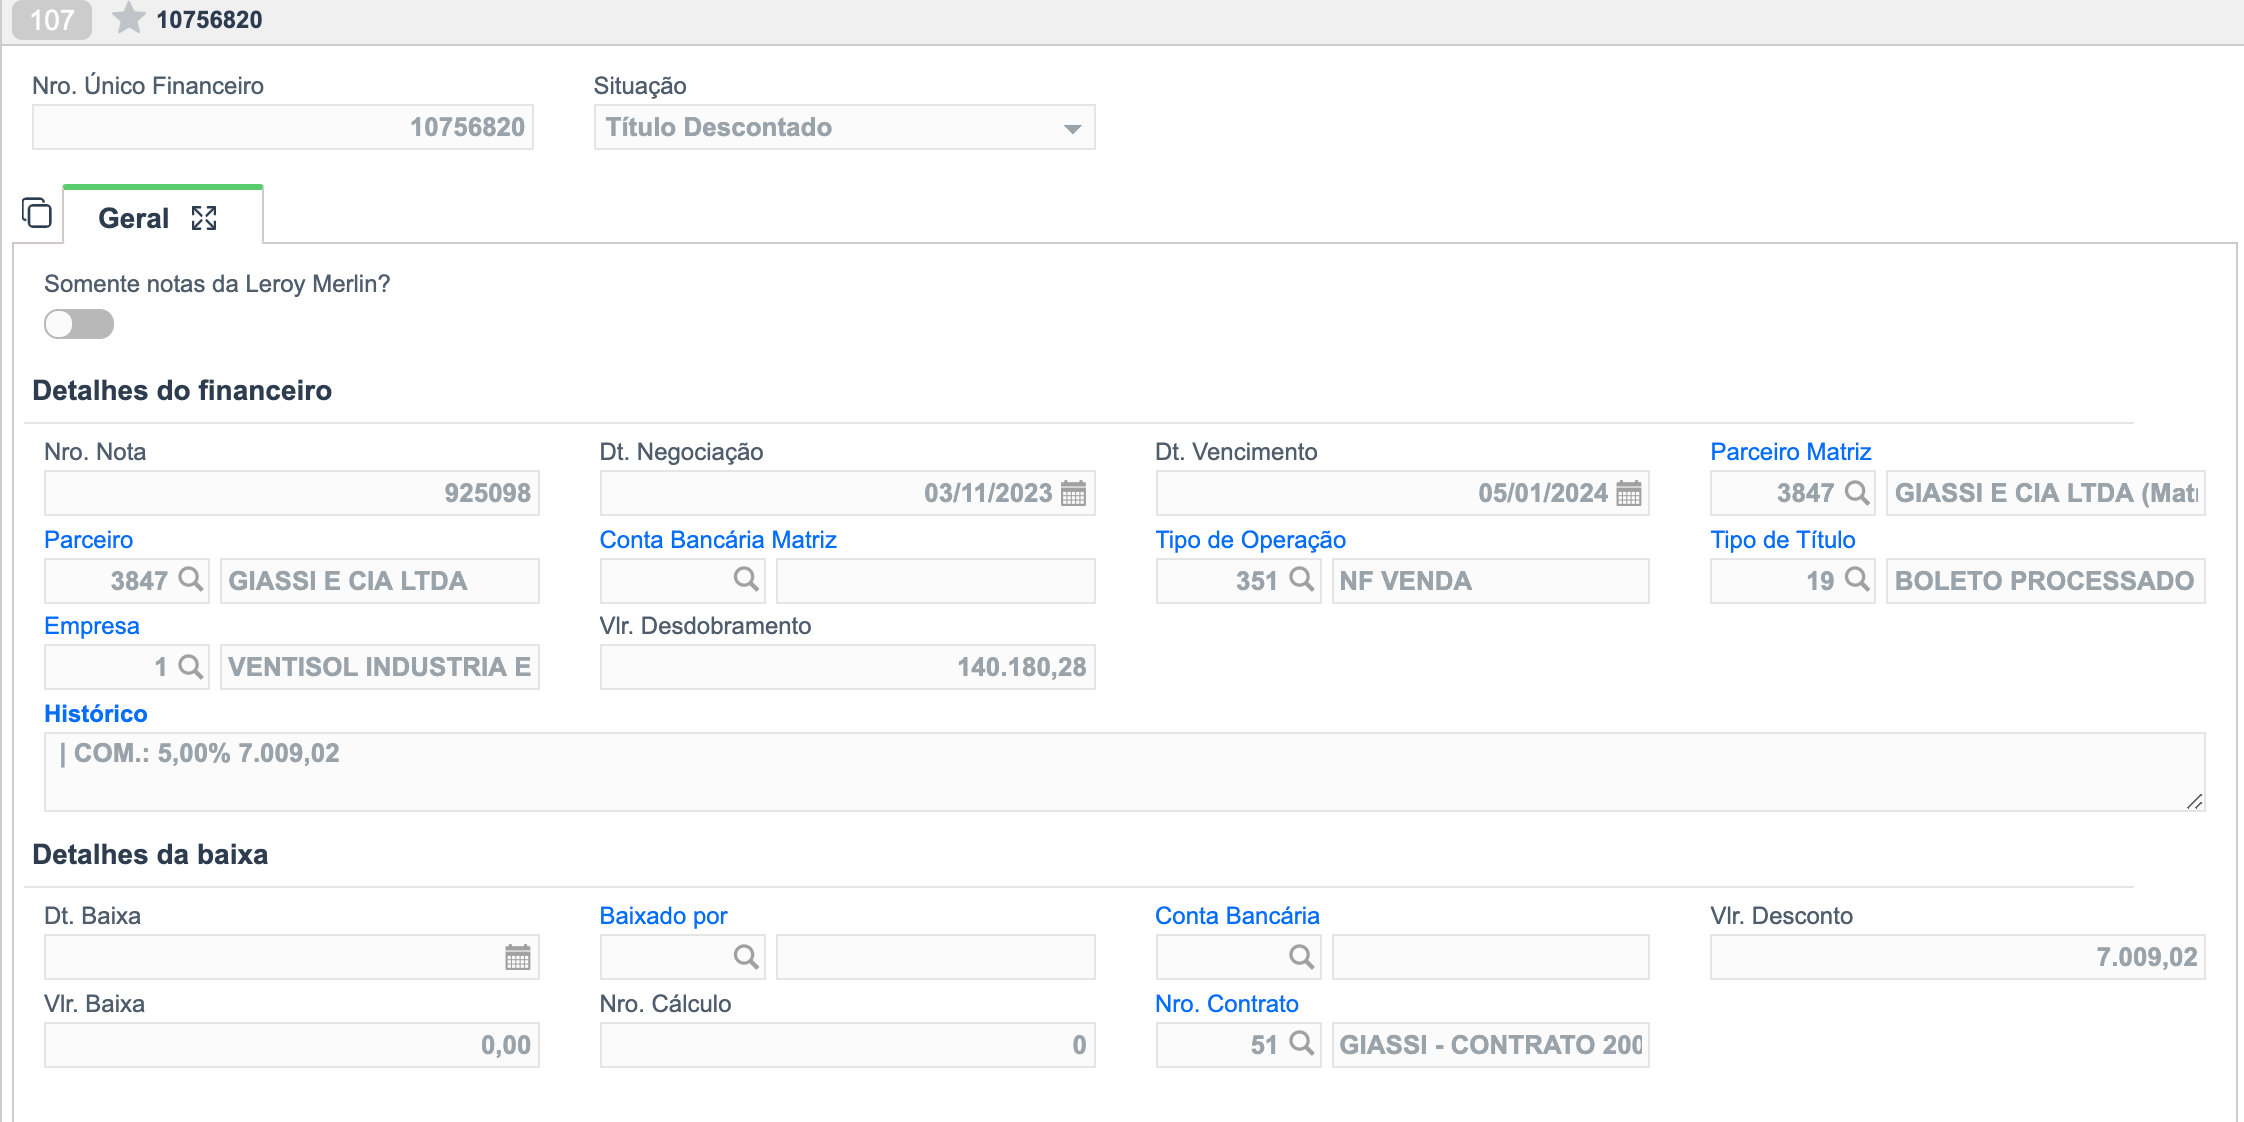 107 10756820
Nro. Único Financeiro Situação
10756820 Título Descontado
Geral
Somente notas da Leroy Merlin?
Detalhes do financeiro
Nro. Nota Dt. Negociação Dt. Vencimento Parceiro Matriz
925098 03/11/2023 05/01/2024 3847 GIASSI E CIA LTDA (Mat
Parceiro Conta Bancária Matriz Tipo de Operação Tipo de Título
3847 GIASSI E CIA LTDA 351 NF VENDA 19 BOLETO PROCESSADO
Empresa Vlr. Desdobramento
1 VENTISOL INDUSTRIA E 140.180,28
Histórico
| COM.: 5,00% 7.009,02
Detalhes da baixa
Dt. Baixa Baixado por Conta Bancária Vlr. Desconto
7.009,02
Vlr. Baixa Nro. Cálculo Nro. Contrato
0,00 0 51 GIASSI - CONTRATO 200